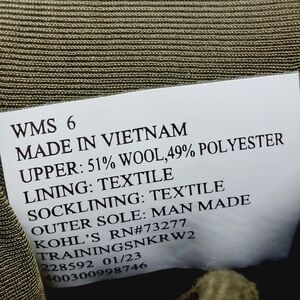 WMS 6
MADE IN VIETNAM
UPPER: 51% WOOL,49% POLYESTER
LINING: TEXTILE
SOCKLINING: TEXTILE
OUTER SOLE: MAN MADE
KOHL'S RN#73277
TRAININGSNKRW2
228592 01/23
400300998746